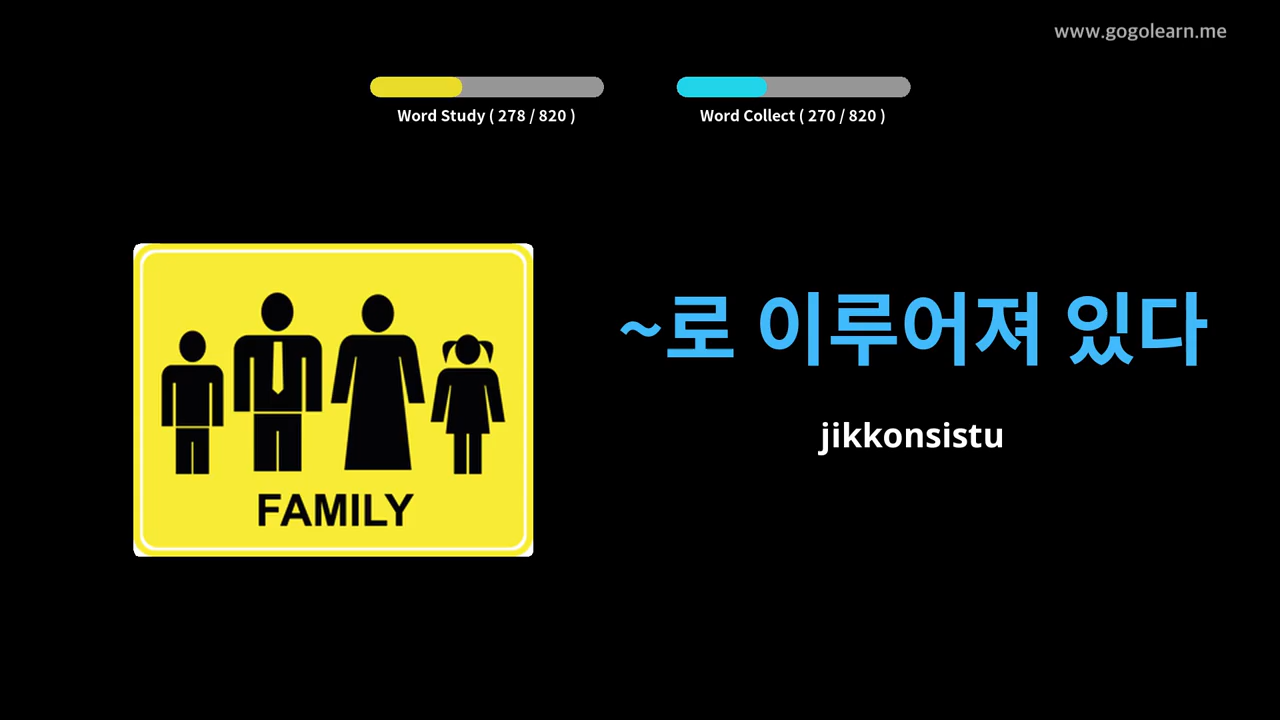 www.gogolearn.me
Word Study ( 278 / 820 )
Word Collect ( 270 / 820 )
~로 이루어져 있다
jikkonsistu
FAMILY